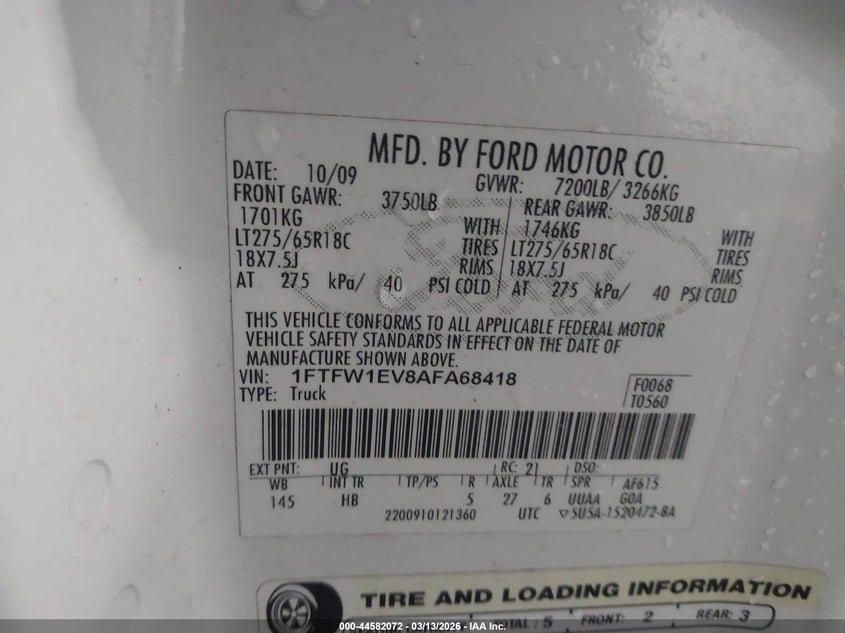 MFD. BY FORD MOTOR CO.
DATE: 10/09 GVWR: 7200LB/ 3266KG
FRONT GAWR: 3750LB REAR GAWR: 3850LB
1701KG WITH 1746KG WITH
LT275/65R18C TIRES LT275/65R18C TIRES
18X7.5J RIMS 18X7.5J RIMS
AT 275 kPa/ 40 PSI COLD AT 275 kPa/ 40 PSI COLD
THIS VEHICLE CONFORMS TO ALL APPLICABLE FEDERAL MOTOR
VEHICLE SAFETY STANDARDS IN EFFECT ON THE DATE OF
MANUFACTURE SHOWN ABOVE.
VIN: 1FTFW1EV8AFA68418 F0068
TYPE: Truck T0560
EXT PNT: UG RC: 21 DSO:
WB INT TR TP/PS R AXLE TR SPR AF615
145 HB 5 27 6 UUAA GOA
2200910121360 UTC ▽5U5A-1520472-BA
TIRE AND LOADING INFORMATION
TOTAL : 5 FRONT: 2 REAR: 3
000-44582072 - 03/13/2026 - IAA Inc.